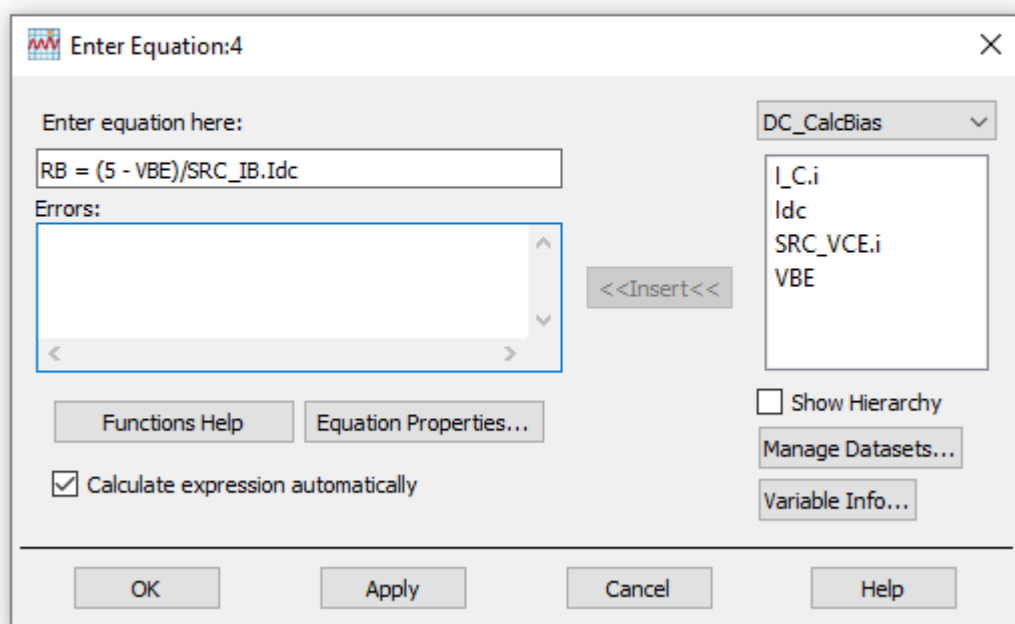 Enter Equation:4
Enter equation here:
DC_CalcBias
RB = (5 - VBE)/SRC_IB.Idc
Errors:
I_C.i
Idc
SRC_VCE.i
VBE
<<Insert<<
Show Hierarchy
Functions Help
Equation Properties...
Manage Datasets...
Calculate expression automatically
Variable Info...
OK
Apply
Cancel
Help